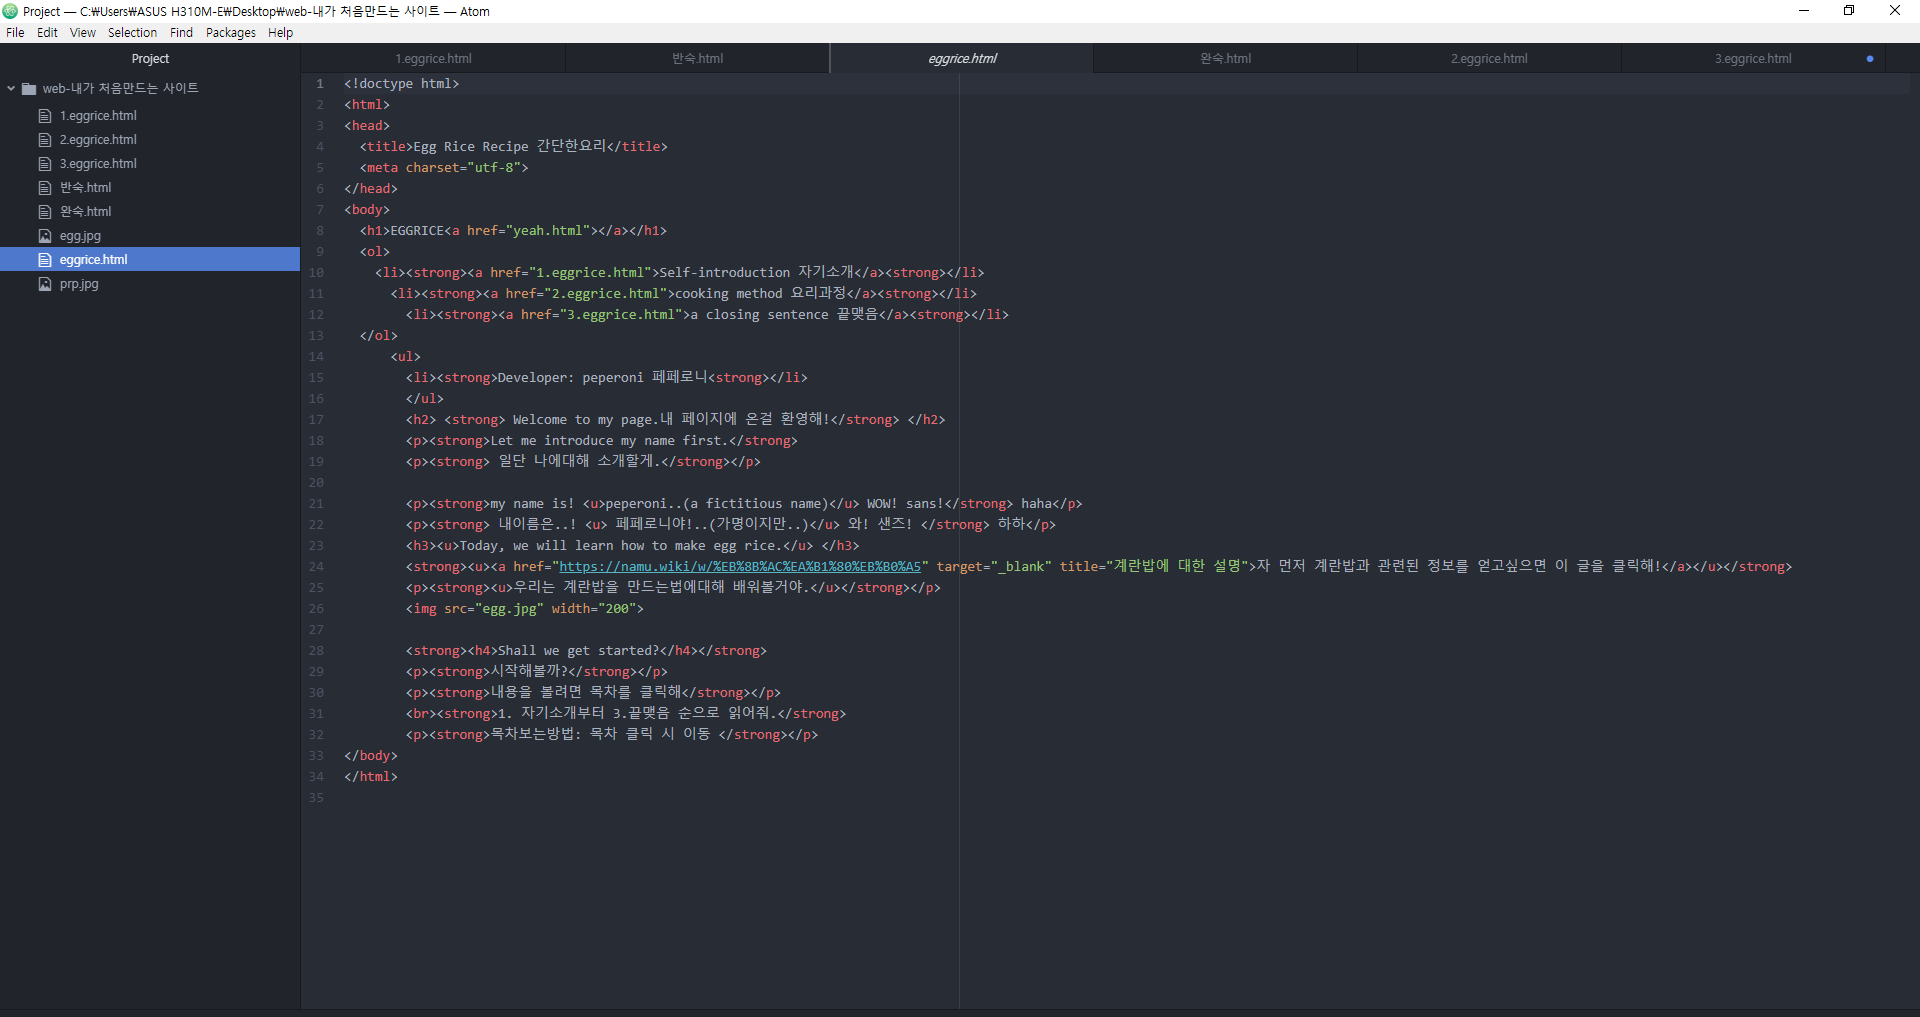 Project — C:₩Users₩ASUS H310M-E₩Desktop₩web-내가 처음만드는 사이트 — Atom
File Edit View Selection Find Packages Help
Project
1.eggrice.html 반숙.html eggrice.html 완숙.html 2.eggrice.html 3.eggrice.html
web-내가 처음만드는 사이트
1.eggrice.html
2.eggrice.html
3.eggrice.html
반숙.html
완숙.html
egg.jpg
eggrice.html
prp.jpg
1 <!doctype html>
2 <html>
3 <head>
4 <title>Egg Rice Recipe 간단한요리</title>
5 <meta charset="utf-8">
6 </head>
7 <body>
8 <h1>EGGRICE<a href="yeah.html"></a></h1>
9 <ol>
10 <li><strong><a href="1.eggrice.html">Self-introduction 자기소개</a><strong></li>
11 <li><strong><a href="2.eggrice.html">cooking method 요리과정</a><strong></li>
12 <li><strong><a href="3.eggrice.html">a closing sentence 끝맺음</a><strong></li>
13 </ol>
14 <ul>
15 <li><strong>Developer: peperoni 페페로니<strong></li>
16 </ul>
17 <h2> <strong> Welcome to my page.내 페이지에 온걸 환영해!</strong> </h2>
18 <p><strong>Let me introduce my name first.</strong>
19 <p><strong> 일단 나에대해 소개할게.</strong></p>
20
21 <p><strong>my name is! <u>peperoni..(a fictitious name)</u> WOW! sans!</strong> haha</p>
22 <p><strong> 내이름은..! <u> 페페로니야!..(가명이지만..)</u> 와! 샌즈! </strong> 하하</p>
23 <h3><u>Today, we will learn how to make egg rice.</u> </h3>
24 <strong><u><a href="https://namu.wiki/w/%EB%8B%AC%EA%B1%80%EB%B0%A5" target="_blank" title="계란밥에 대한 설명">자 먼저 계란밥과 관련된 정보를 얻고싶으면 이 글을 클릭해!</a></u></strong>
25 <p><strong><u>우리는 계란밥을 만드는법에대해 배워볼거야.</u></strong></p>
26 <img src="egg.jpg" width="200">
27
28 <strong><h4>Shall we get started?</h4></strong>
29 <p><strong>시작해볼까?</strong></p>
30 <p><strong>내용을 볼려면 목차를 클릭해</strong></p>
31 <br><strong>1. 자기소개부터 3.끝맺음 순으로 읽어줘.</strong>
32 <p><strong>목차보는방법: 목차 클릭 시 이동 </strong></p>
33 </body>
34 </html>
35